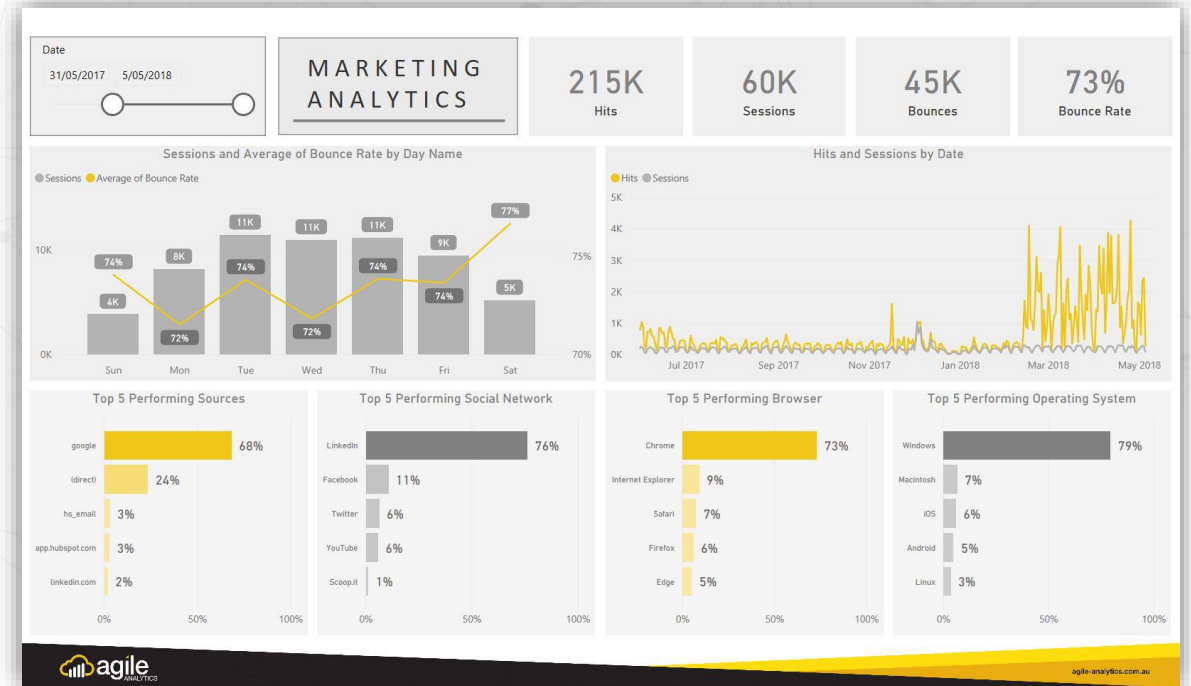 Date
31/05/2017 5/05/2018
MARKETING
ANALYTICS
215K
Hits
60K
Sessions
45K
Bounces
73%
Bounce Rate
Sessions and Average of Bounce Rate by Day Name
Sessions Average of Bounce Rate
10K
0K
75%
70%
74% 72% 74% 72% 74% 74% 77%
4K 8K 11K 11K 11K 9K 5K
Sun Mon Tue Wed Thu Fri Sat
Hits and Sessions by Date
Hits Sessions
5K
4K
3K
2K
1K
0K
Jul 2017 Sep 2017 Nov 2017 Jan 2018 Mar 2018 May 2018
Top 5 Performing Sources
google 68%
(direct) 24%
hs_email 3%
app.hubspot.com 3%
linkedin.com 2%
0% 50% 100%
Top 5 Performing Social Network
LinkedIn 76%
Facebook 11%
Twitter 6%
YouTube 6%
Scoop.it 1%
0% 50% 100%
Top 5 Performing Browser
Chrome 73%
Internet Explorer 9%
Safari 7%
Firefox 6%
Edge 5%
0% 50% 100%
Top 5 Performing Operating System
Windows 79%
Macintosh 7%
iOS 6%
Android 5%
Linux 3%
0% 50% 100%
agile
ANALYTICS
agile-analytics.com.au